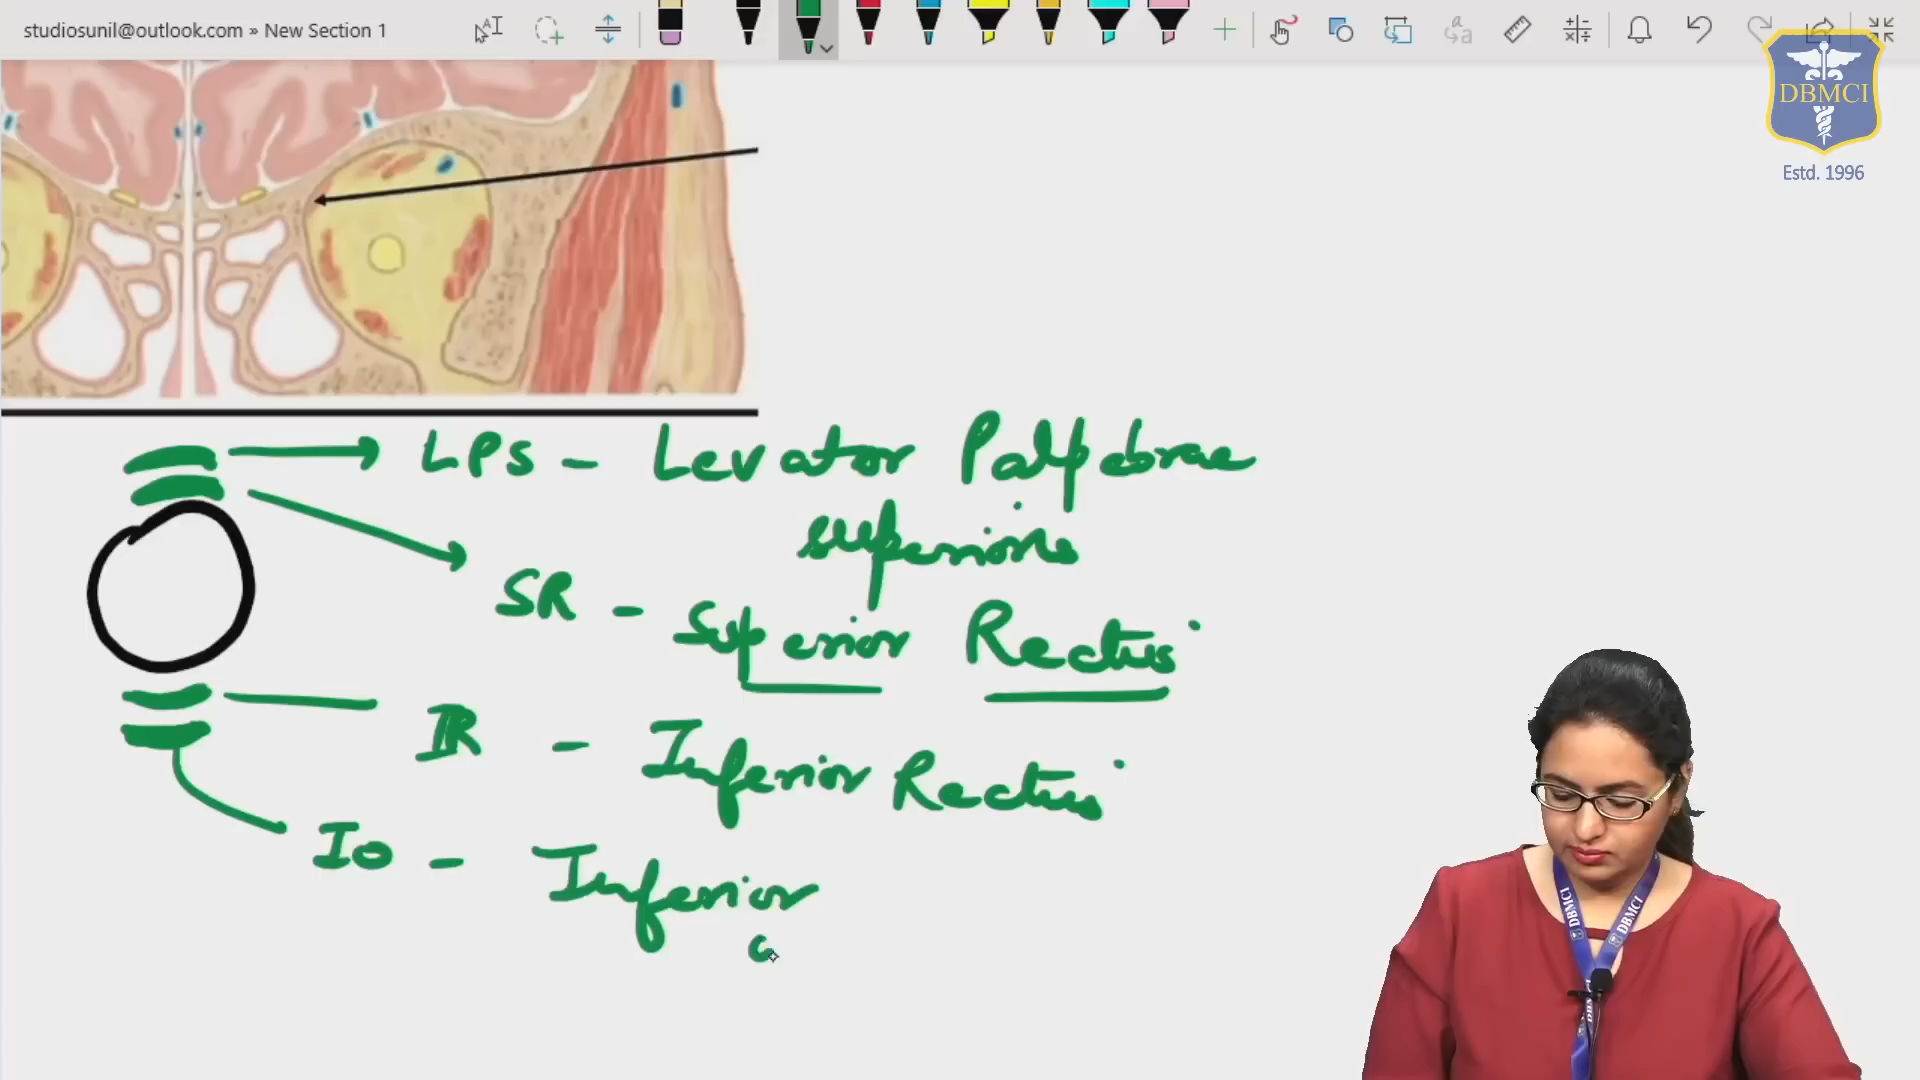 studiosunil@outlook.com » New Section 1
DBMCI
Estd. 1996
LPS - Levator Palpebrae
superioris
SR - Superior Rectus
IR - Inferior Rectus
IO - Inferior
DBMCI
DBMCI